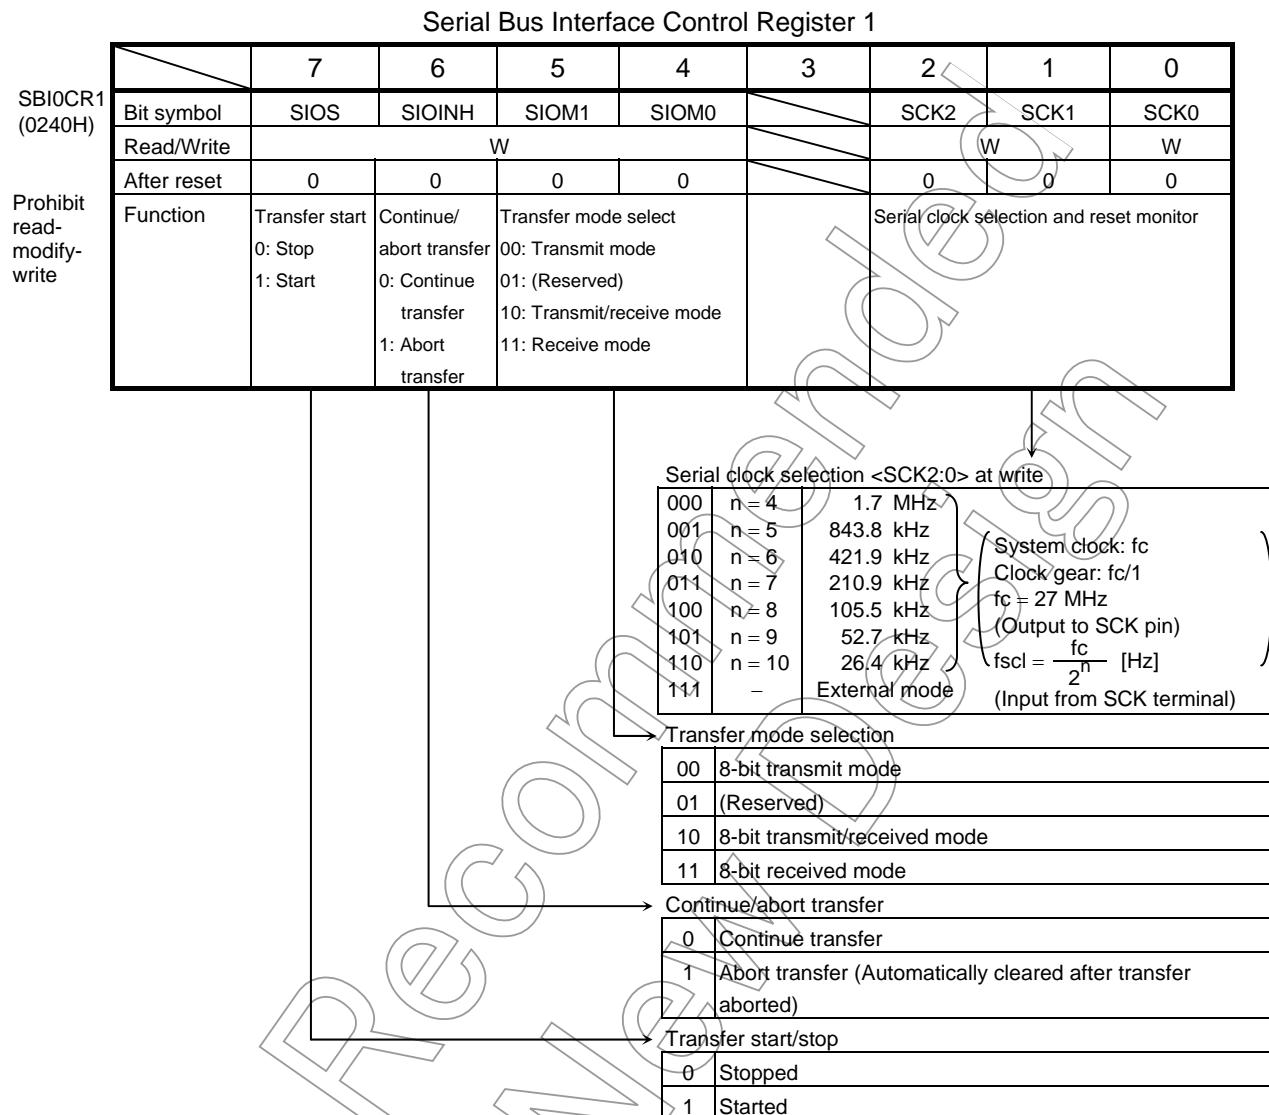 Serial Bus Interface Control Register 1
7 6 5 4 3 2 1 0
SBI0CR1
(0240H)
Bit symbol SIOS SIOINH SIOM1 SIOM0 SCK2 SCK1 SCK0
Read/Write W W W
After reset 0 0 0 0 0 0 0
Prohibit
read-
modify-
write
Function
Transfer start
0: Stop
1: Start
Continue/
abort transfer
0: Continue
transfer
1: Abort
transfer
Transfer mode select
00: Transmit mode
01: (Reserved)
10: Transmit/receive mode
11: Receive mode
Serial clock selection and reset monitor
Serial clock selection <SCK2:0> at write
000 n = 4 1.7 MHz
001 n = 5 843.8 kHz
010 n = 6 421.9 kHz
011 n = 7 210.9 kHz
100 n = 8 105.5 kHz
101 n = 9 52.7 kHz
110 n = 10 26.4 kHz
111 – External mode
System clock: fc
Clock gear: fc/1
fc = 27 MHz
(Output to SCK pin)
fscl = fc / 2^n [Hz]
(Input from SCK terminal)
Transfer mode selection
00 8-bit transmit mode
01 (Reserved)
10 8-bit transmit/received mode
11 8-bit received mode
Continue/abort transfer
0 Continue transfer
1 Abort transfer (Automatically cleared after transfer
aborted)
Transfer start/stop
0 Stopped
1 Started
Recommended
New Design